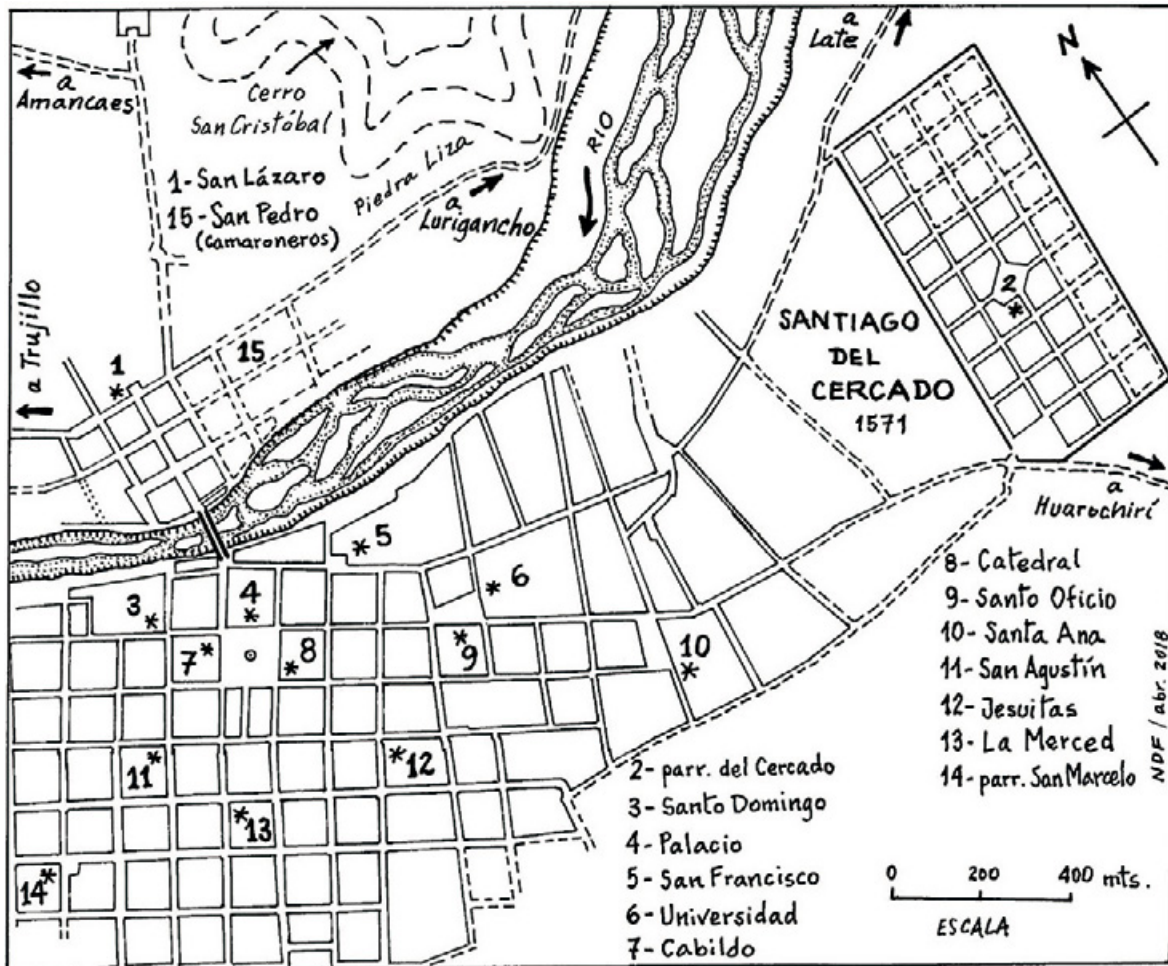 a
Amancaes
Cerro
San Cristóbal
1-San Lázaro
15-San Pedro
(camaroneros)
Piedra Liza
a
Lurigancho
RIO
a
Late
N
a Trujillo
1
15
2
SANTIAGO
DEL
CERCADO
1571
a
Huarochirí
5
6
3
4
7
8
9
10
11
12
13
14
2- parr. del Cercado
3- Santo Domingo
4- Palacio
5- San Francisco
6- Universidad
7- Cabildo
8- Catedral
9- Santo Oficio
10- Santa Ana
11- San Agustín
12- Jesuitas
13- La Merced
14- parr. San Marcelo
NDF / abr. 2018
0 200 400 mts.
ESCALA